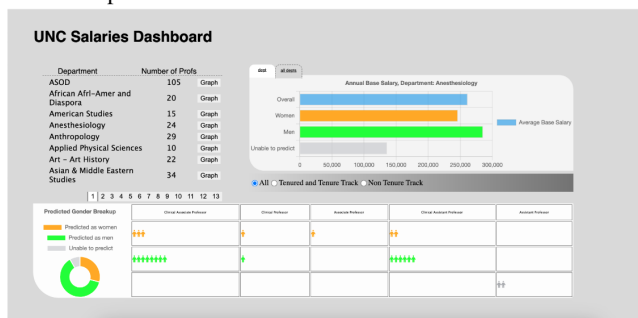 UNC Salaries Dashboard
Department Number of Profs
ASOD 105 Graph
African Afri-Amer and
Diaspora 20 Graph
American Studies 15 Graph
Anesthesiology 24 Graph
Anthropology 29 Graph
Applied Physical Sciences 10 Graph
Art – Art History 22 Graph
Asian & Middle Eastern
Studies 34 Graph
1 2 3 4 5 6 7 8 9 10 11 12 13
dept all depts
Annual Base Salary, Department: Anesthesiology
Overall
Women
Men
Unable to predict
0 50,000 100,000 150,000 200,000 250,000 300,000
Average Base Salary
All Tenured and Tenure Track Non Tenure Track
Predicted Gender Breakup
Predicted as women
Predicted as men
Unable to predict
Clinical Associate Professor Clinical Professor Associate Professor Clinical Assistant Professor Assistant Professor